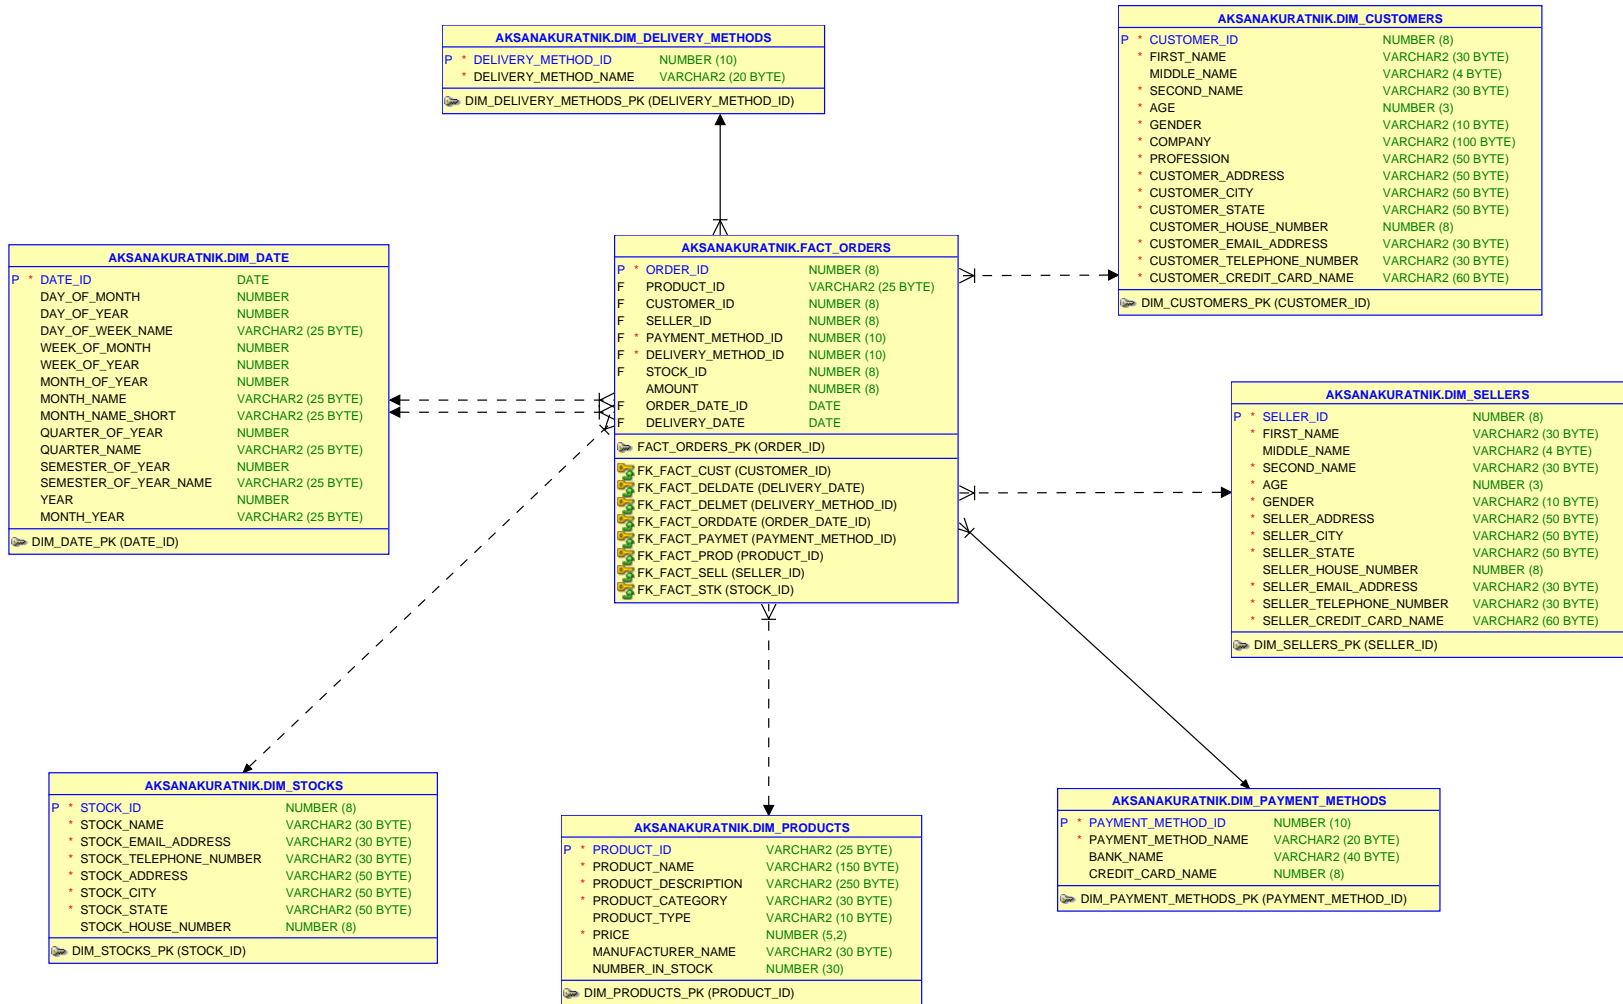 AKSANAKURATNIK.DIM_DELIVERY_METHODS
P * DELIVERY_METHOD_ID NUMBER (10)
* DELIVERY_METHOD_NAME VARCHAR2 (20 BYTE)
DIM_DELIVERY_METHODS_PK (DELIVERY_METHOD_ID)
AKSANAKURATNIK.DIM_CUSTOMERS
P * CUSTOMER_ID NUMBER (8)
* FIRST_NAME VARCHAR2 (30 BYTE)
MIDDLE_NAME VARCHAR2 (4 BYTE)
* SECOND_NAME VARCHAR2 (30 BYTE)
* AGE NUMBER (3)
* GENDER VARCHAR2 (10 BYTE)
* COMPANY VARCHAR2 (100 BYTE)
* PROFESSION VARCHAR2 (50 BYTE)
* CUSTOMER_ADDRESS VARCHAR2 (50 BYTE)
* CUSTOMER_CITY VARCHAR2 (50 BYTE)
* CUSTOMER_STATE VARCHAR2 (50 BYTE)
CUSTOMER_HOUSE_NUMBER NUMBER (8)
* CUSTOMER_EMAIL_ADDRESS VARCHAR2 (30 BYTE)
* CUSTOMER_TELEPHONE_NUMBER VARCHAR2 (30 BYTE)
* CUSTOMER_CREDIT_CARD_NAME VARCHAR2 (60 BYTE)
DIM_CUSTOMERS_PK (CUSTOMER_ID)
AKSANAKURATNIK.DIM_DATE
P * DATE_ID DATE
DAY_OF_MONTH NUMBER
DAY_OF_YEAR NUMBER
DAY_OF_WEEK_NAME VARCHAR2 (25 BYTE)
WEEK_OF_MONTH NUMBER
WEEK_OF_YEAR NUMBER
MONTH_OF_YEAR NUMBER
MONTH_NAME VARCHAR2 (25 BYTE)
MONTH_NAME_SHORT VARCHAR2 (25 BYTE)
QUARTER_OF_YEAR NUMBER
QUARTER_NAME VARCHAR2 (25 BYTE)
SEMESTER_OF_YEAR NUMBER
SEMESTER_OF_YEAR_NAME VARCHAR2 (25 BYTE)
YEAR NUMBER
MONTH_YEAR VARCHAR2 (25 BYTE)
DIM_DATE_PK (DATE_ID)
AKSANAKURATNIK.FACT_ORDERS
P * ORDER_ID NUMBER (8)
F PRODUCT_ID VARCHAR2 (25 BYTE)
F CUSTOMER_ID NUMBER (8)
F SELLER_ID NUMBER (8)
F * PAYMENT_METHOD_ID NUMBER (10)
F * DELIVERY_METHOD_ID NUMBER (10)
F STOCK_ID NUMBER (8)
AMOUNT NUMBER (8)
F ORDER_DATE_ID DATE
F DELIVERY_DATE DATE
FACT_ORDERS_PK (ORDER_ID)
FK_FACT_CUST (CUSTOMER_ID)
FK_FACT_DELDATE (DELIVERY_DATE)
FK_FACT_DELMET (DELIVERY_METHOD_ID)
FK_FACT_ORDDATE (ORDER_DATE_ID)
FK_FACT_PAYMET (PAYMENT_METHOD_ID)
FK_FACT_PROD (PRODUCT_ID)
FK_FACT_SELL (SELLER_ID)
FK_FACT_STK (STOCK_ID)
AKSANAKURATNIK.DIM_SELLERS
P * SELLER_ID NUMBER (8)
* FIRST_NAME VARCHAR2 (30 BYTE)
MIDDLE_NAME VARCHAR2 (4 BYTE)
* SECOND_NAME VARCHAR2 (30 BYTE)
* AGE NUMBER (3)
* GENDER VARCHAR2 (10 BYTE)
* SELLER_ADDRESS VARCHAR2 (50 BYTE)
* SELLER_CITY VARCHAR2 (50 BYTE)
* SELLER_STATE VARCHAR2 (50 BYTE)
SELLER_HOUSE_NUMBER NUMBER (8)
* SELLER_EMAIL_ADDRESS VARCHAR2 (30 BYTE)
* SELLER_TELEPHONE_NUMBER VARCHAR2 (30 BYTE)
* SELLER_CREDIT_CARD_NAME VARCHAR2 (60 BYTE)
DIM_SELLERS_PK (SELLER_ID)
AKSANAKURATNIK.DIM_STOCKS
P * STOCK_ID NUMBER (8)
* STOCK_NAME VARCHAR2 (30 BYTE)
* STOCK_EMAIL_ADDRESS VARCHAR2 (30 BYTE)
* STOCK_TELEPHONE_NUMBER VARCHAR2 (30 BYTE)
* STOCK_ADDRESS VARCHAR2 (50 BYTE)
* STOCK_CITY VARCHAR2 (50 BYTE)
* STOCK_STATE VARCHAR2 (50 BYTE)
STOCK_HOUSE_NUMBER NUMBER (8)
DIM_STOCKS_PK (STOCK_ID)
AKSANAKURATNIK.DIM_PRODUCTS
P * PRODUCT_ID VARCHAR2 (25 BYTE)
* PRODUCT_NAME VARCHAR2 (150 BYTE)
* PRODUCT_DESCRIPTION VARCHAR2 (250 BYTE)
* PRODUCT_CATEGORY VARCHAR2 (30 BYTE)
PRODUCT_TYPE VARCHAR2 (10 BYTE)
* PRICE NUMBER (5,2)
MANUFACTURER_NAME VARCHAR2 (30 BYTE)
NUMBER_IN_STOCK NUMBER (30)
DIM_PRODUCTS_PK (PRODUCT_ID)
AKSANAKURATNIK.DIM_PAYMENT_METHODS
P * PAYMENT_METHOD_ID NUMBER (10)
* PAYMENT_METHOD_NAME VARCHAR2 (20 BYTE)
BANK_NAME VARCHAR2 (40 BYTE)
CREDIT_CARD_NAME NUMBER (8)
DIM_PAYMENT_METHODS_PK (PAYMENT_METHOD_ID)